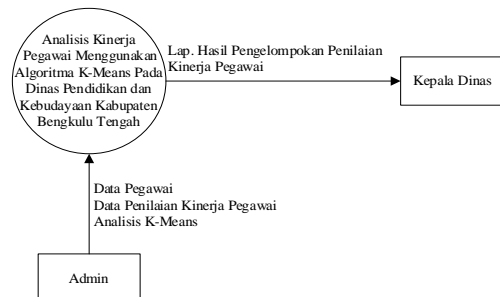 Analisis Kinerja
Pegawai Menggunakan
Algoritma K-Means Pada
Dinas Pendidikan dan
Kebudayaan Kabupaten
Bengkulu Tengah
Lap. Hasil Pengelompokan Penilaian
Kinerja Pegawai
Kepala Dinas
Data Pegawai
Data Penilaian Kinerja Pegawai
Analisis K-Means
Admin